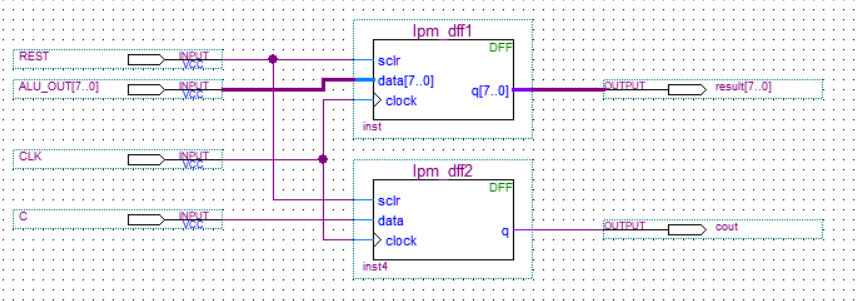 lpm_dff1
DFF
REST
INPUT
VCC
sclr
ALU_OUT[7..0]
INPUT
VCC
data[7..0]
q[7..0]
OUTPUT
result[7..0]
clock
inst
CLK
INPUT
VCC
lpm_dff2
DFF
sclr
C
INPUT
VCC
data
q
OUTPUT
cout
clock
inst4